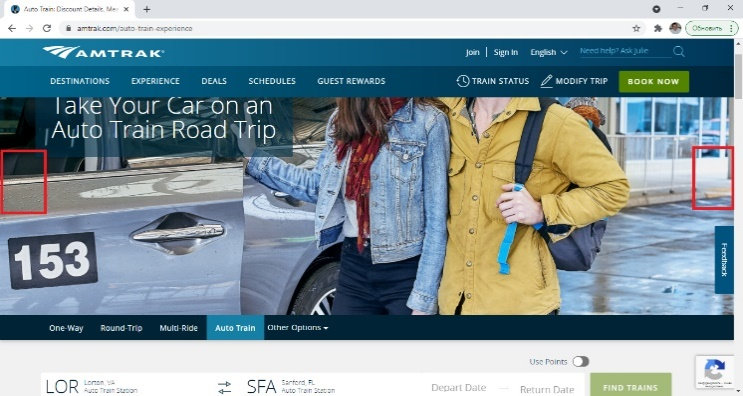 Auto Train: Discount Details, Me
amtrak.com/auto-train-experience
Обновить
AMTRAK
Join | Sign In
English
Need help? Ask Julie
DESTINATIONS
EXPERIENCE
DEALS
SCHEDULES
GUEST REWARDS
TRAIN STATUS
MODIFY TRIP
BOOK NOW
Take Your Car on an
Auto Train Road Trip
153
Feedback
One-Way
Round-Trip
Multi-Ride
Auto Train
Other Options
Use Points
LOR
Lorton, VA
Auto Train Station
SFA
Sanford, FL
Auto Train Station
Depart Date
Return Date
FIND TRAINS